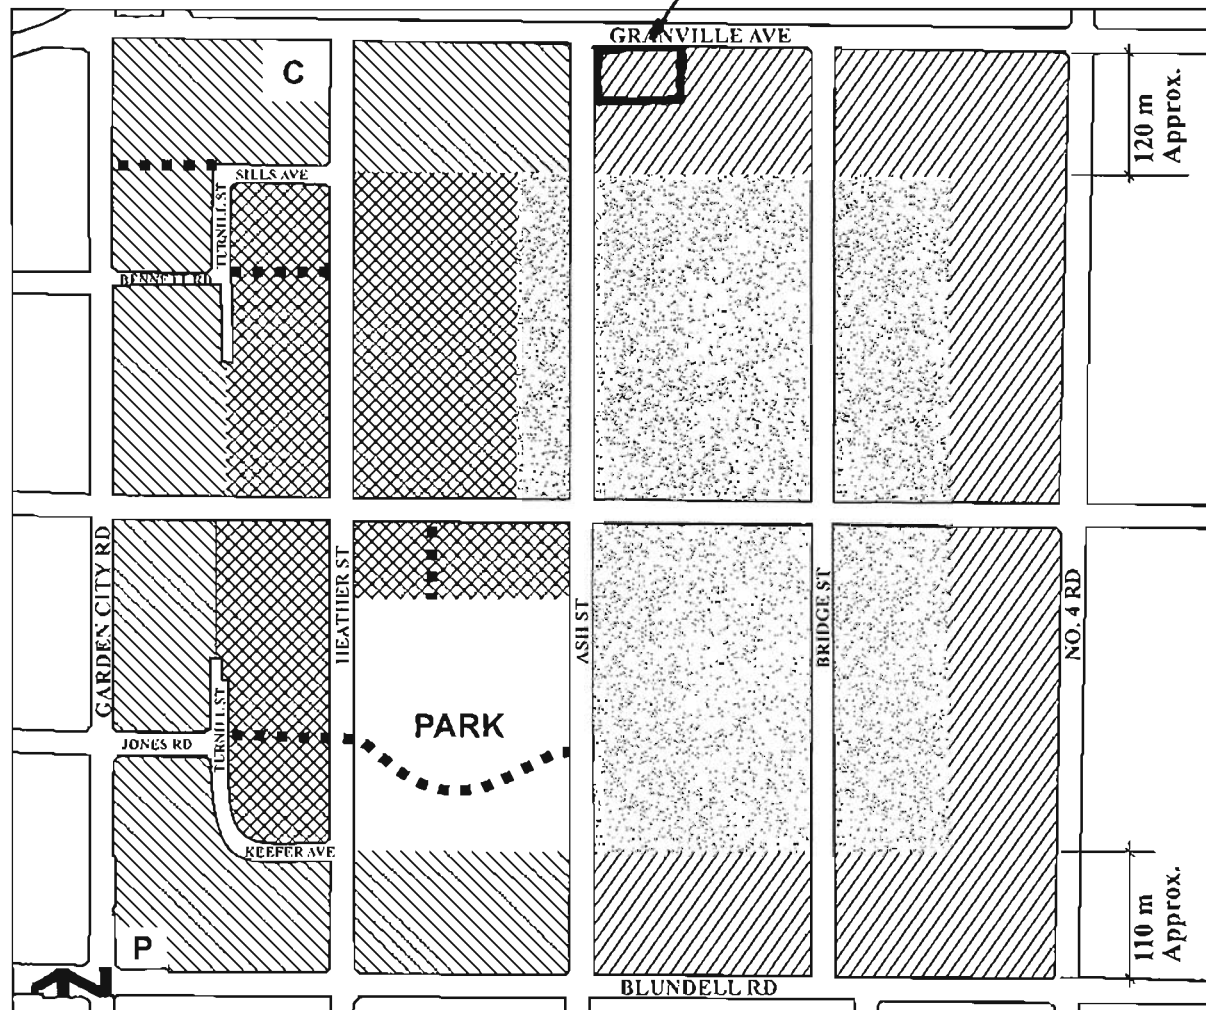 GRANVILLE AVE
C
120 m
Approx.
SILLS AVE
TURNILL ST
BENNETT RD
GARDEN CITY RD
HEATHER ST
ASH ST
BRIDGE ST
NO. 4 RD
PARK
JONES RD
TURNILL ST
KEEFER AVE
110 m
Approx.
P
BLUNDELL RD